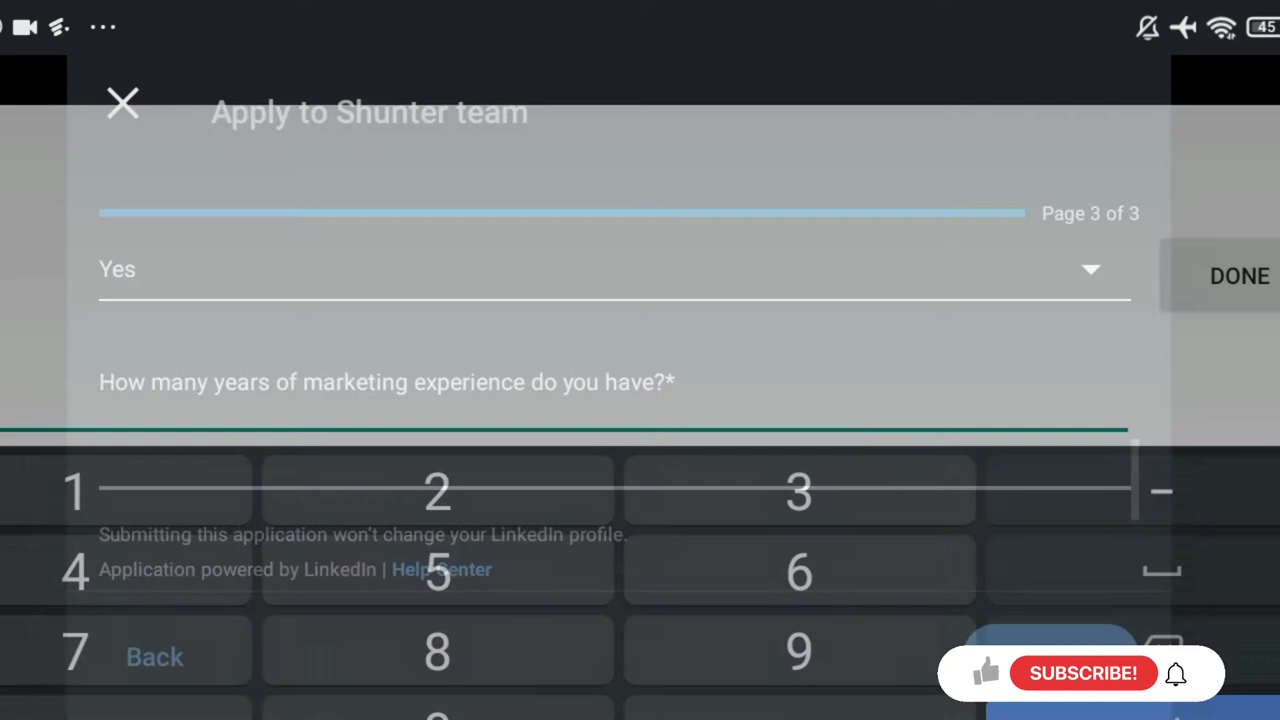 45
Apply to Shunter team
Page 3 of 3
Yes
DONE
How many years of marketing experience do you have?*
1 2 3 –
Submitting this application won't change your LinkedIn profile.
4 5 6
Application powered by LinkedIn | Help Center
7 8 9
Back
SUBSCRIBE!